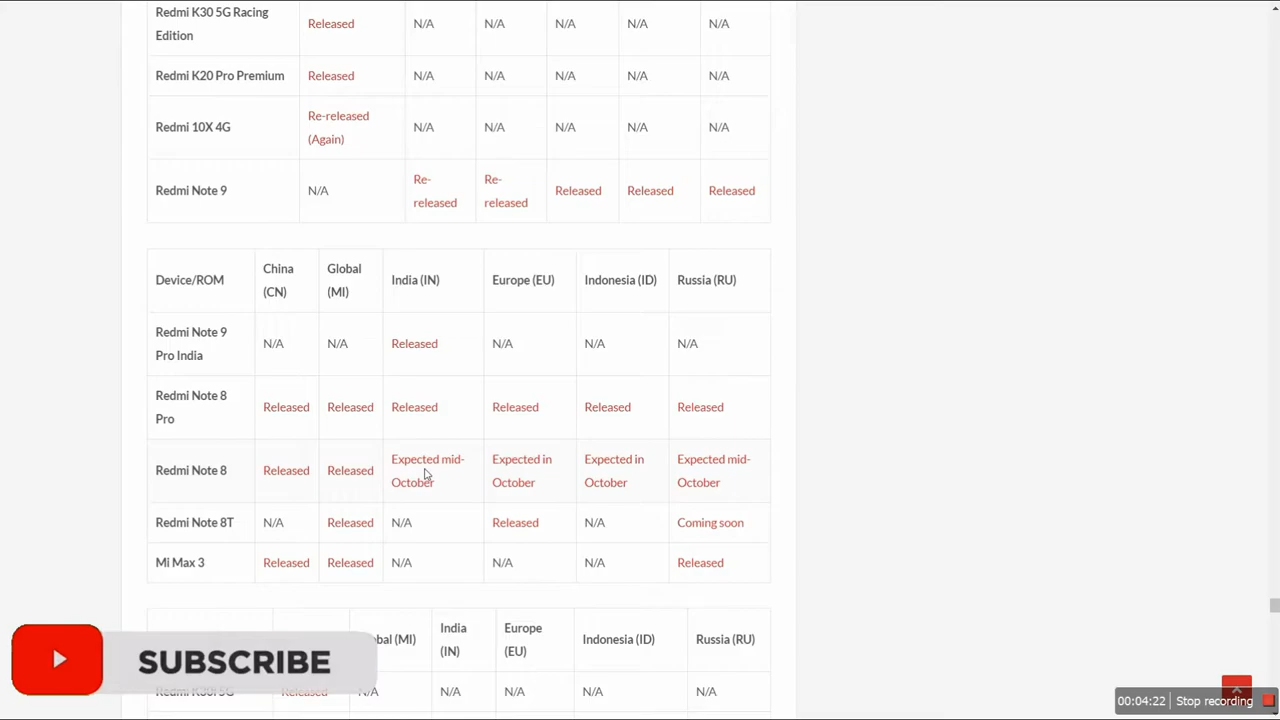 Redmi K30 5G Racing
Edition
Released
N/A
N/A
N/A
N/A
N/A
Redmi K20 Pro Premium
Released
N/A
N/A
N/A
N/A
N/A
Redmi 10X 4G
Re-released
(Again)
N/A
N/A
N/A
N/A
N/A
Redmi Note 9
N/A
Re-
released
Re-
released
Released
Released
Released
Device/ROM
China
(CN)
Global
(MI)
India (IN)
Europe (EU)
Indonesia (ID)
Russia (RU)
Redmi Note 9
Pro India
N/A
N/A
Released
N/A
N/A
N/A
Redmi Note 8
Pro
Released
Released
Released
Released
Released
Released
Redmi Note 8
Released
Released
Expected mid-
October
Expected in
October
Expected in
October
Expected mid-
October
Redmi Note 8T
N/A
Released
N/A
Released
N/A
Coming soon
Mi Max 3
Released
Released
N/A
N/A
N/A
Released
(MI)
India
(IN)
Europe
(EU)
Indonesia (ID)
Russia (RU)
SUBSCRIBE
N/A
N/A
N/A
N/A
N/A
00:04:22
Stop recording